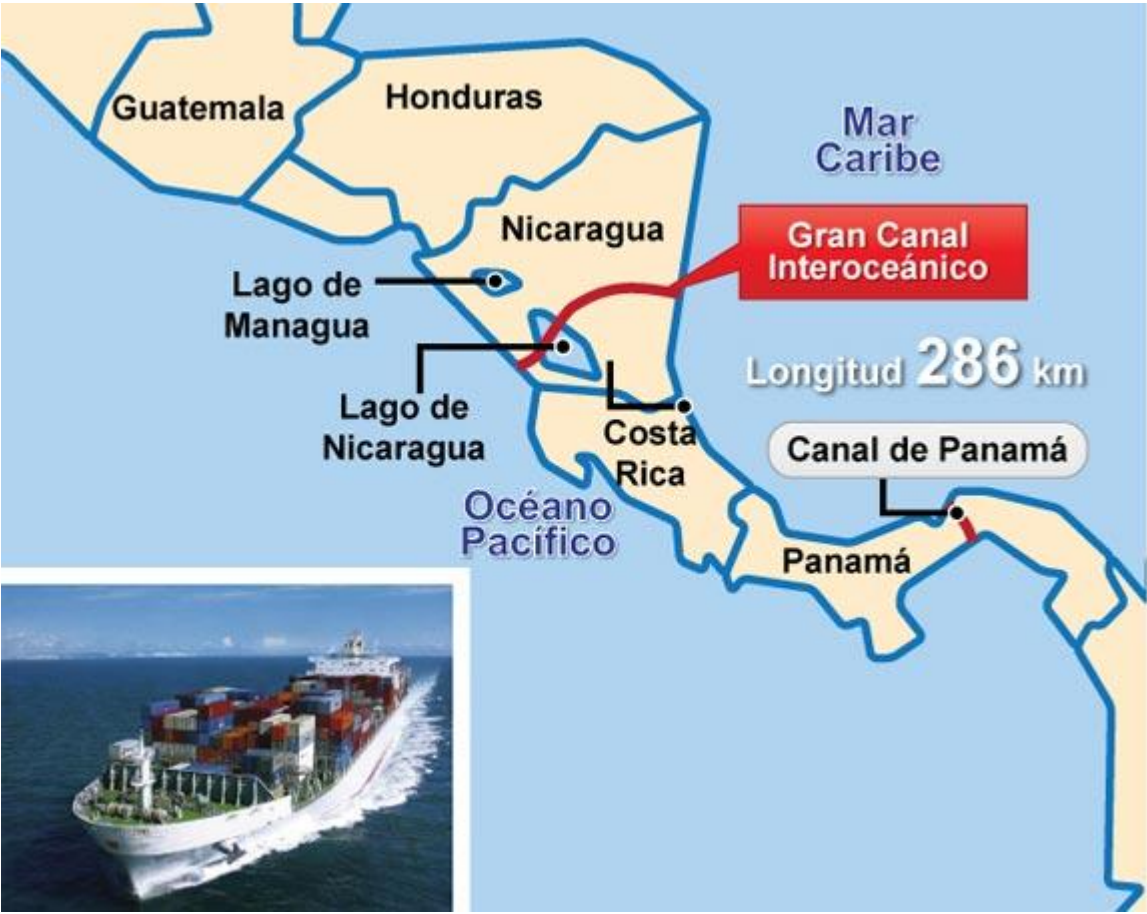 Guatemala
Honduras
Mar
Caribe
Nicaragua
Gran Canal
Interoceánico
Lago de
Managua
Longitud 286 km
Lago de
Nicaragua
Costa
Rica
Canal de Panamá
Océano
Pacífico
Panamá